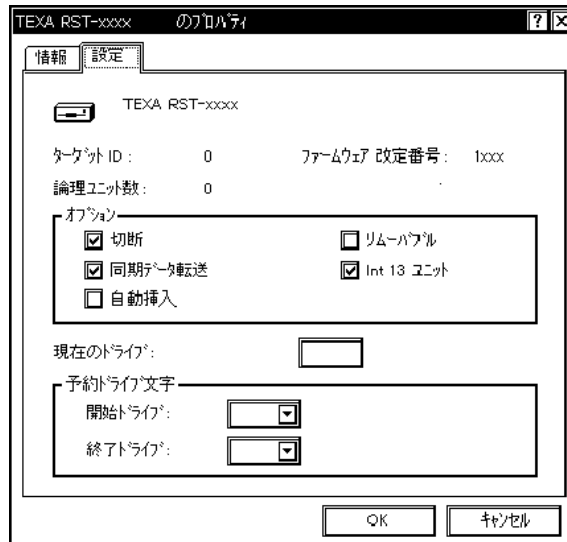 TEXA RST-xxxx のﾌﾟﾛﾊﾟﾃｨ
情報 設定
TEXA RST-xxxx
ﾀｰｹﾞｯﾄ ID : 0 ﾌｧｰﾑｳｪｱ 改定番号 : 1xxx
論理ﾕﾆｯﾄ数 : 0
ｵﾌﾟｼｮﾝ
切断 ﾘﾑｰﾊﾞﾌﾞﾙ
同期ﾃﾞｰﾀ転送 Int 13 ﾕﾆｯﾄ
自動挿入
現在のﾄﾞﾗｲﾌﾞ:
予約ﾄﾞﾗｲﾌﾞ文字
開始ﾄﾞﾗｲﾌﾞ:
終了ﾄﾞﾗｲﾌﾞ:
OK ｷｬﾝｾﾙ